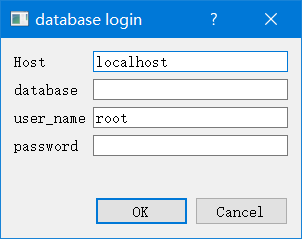 database login ?
Host localhost
database
user_name root
password
OK Cancel